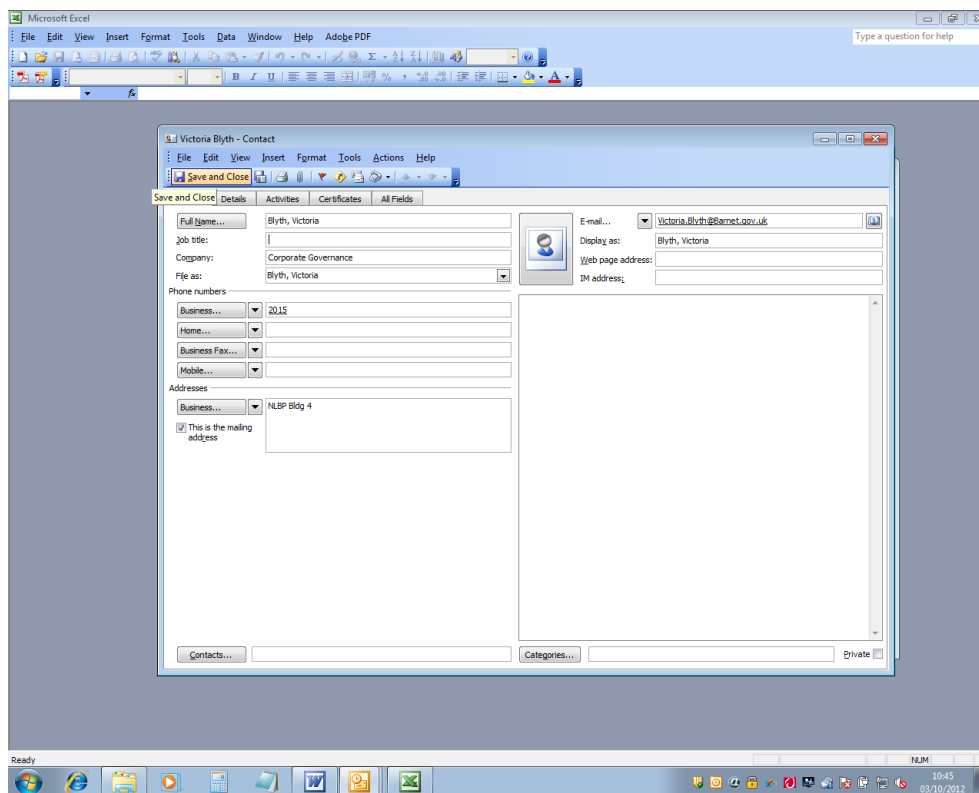 Microsoft Excel
File Edit View Insert Format Tools Data Window Help Adobe PDF
Type a question for help
Victoria Blyth - Contact
File Edit View Insert Format Tools Actions Help
Save and Close
Save and Close Details Activities Certificates All Fields
Full Name... Blyth, Victoria
Job title:
Company: Corporate Governance
File as: Blyth, Victoria
E-mail... Victoria.Blyth@Barnet.gov.uk
Display as: Blyth, Victoria
Web page address:
IM address:
Phone numbers
Business... 2015
Home...
Business Fax...
Mobile...
Addresses
Business... NLBP Bldg 4
This is the mailing
address
Contacts... Categories... Private
Ready NUM
10:45
03/10/2012